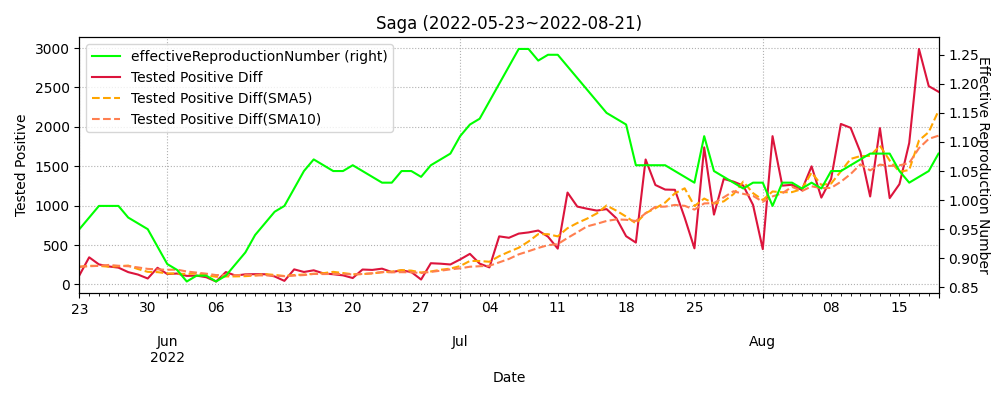 Saga (2022-05-23~2022-08-21)
effectiveReproductionNumber (right)
Tested Positive Diff
Tested Positive Diff(SMA5)
Tested Positive Diff(SMA10)
Tested Positive
3000
2500
2000
1500
1000
500
0
1.25
1.20
1.15
1.10
1.05
1.00
0.95
0.90
0.85
Effective Reproduction Number
23 30 06 13 20 27 04 11 18 25 08 15
Jun Jul Aug
2022
Date